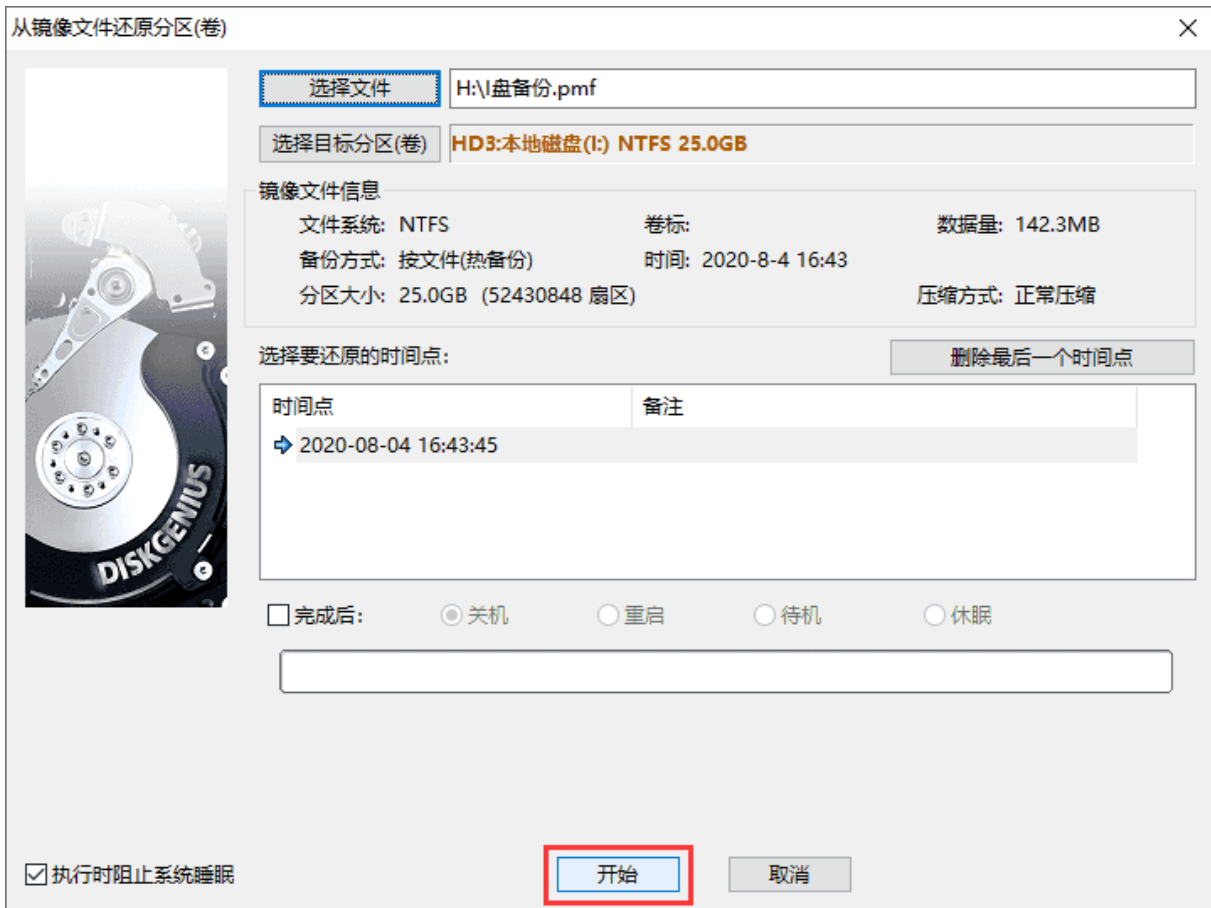 从镜像文件还原分区(卷)
选择文件 H:\I盘备份.pmf
选择目标分区(卷) HD3:本地磁盘(I:) NTFS 25.0GB
镜像文件信息
文件系统: NTFS 卷标: 数据量: 142.3MB
备份方式: 按文件(热备份) 时间: 2020-8-4 16:43
分区大小: 25.0GB (52430848 扇区) 压缩方式: 正常压缩
选择要还原的时间点: 删除最后一个时间点
时间点 备注
2020-08-04 16:43:45
DISKGENIUS
完成后: 关机 重启 待机 休眠
执行时阻止系统睡眠 开始 取消